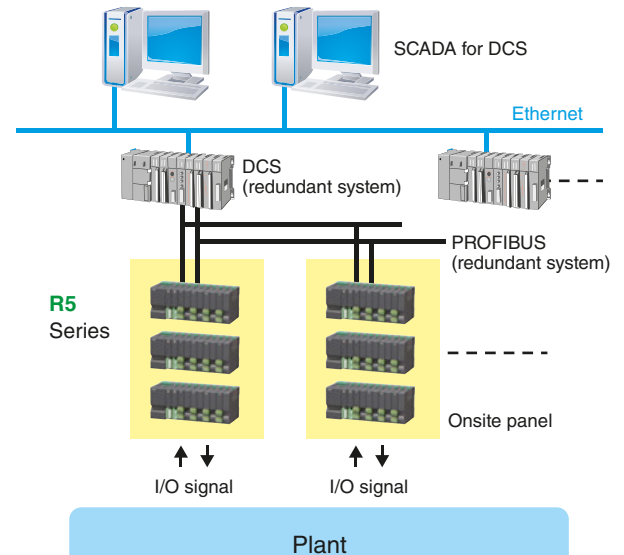 SCADA for DCS
Ethernet
DCS
(redundant system)
PROFIBUS
(redundant system)
R5
Series
Onsite panel
I/O signal
I/O signal
Plant